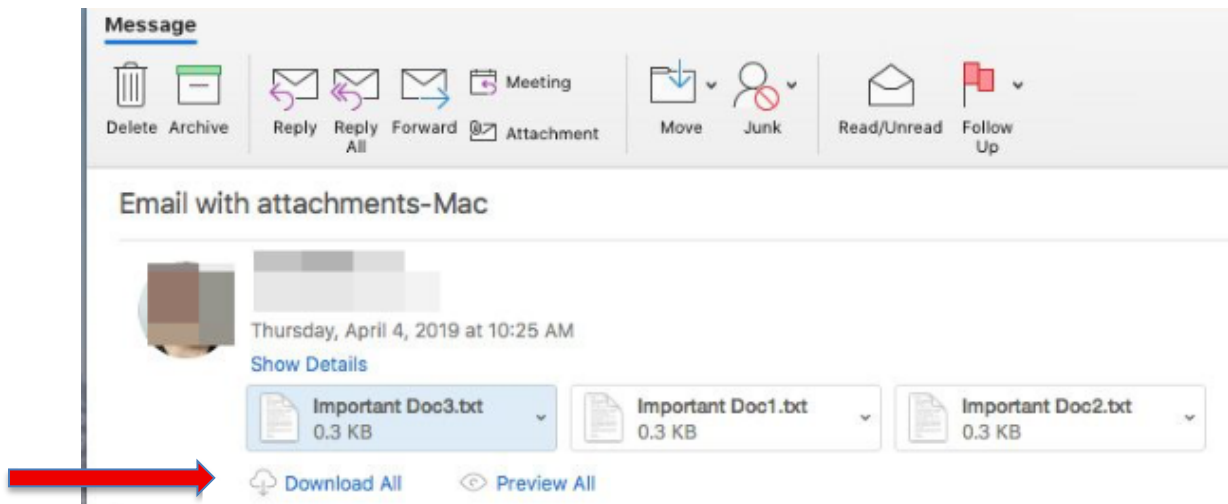 Message
Delete Archive Reply Reply All Forward Meeting Attachment Move Junk Read/Unread Follow Up
Email with attachments-Mac
Thursday, April 4, 2019 at 10:25 AM
Show Details
Important Doc3.txt Important Doc1.txt Important Doc2.txt
0.3 KB 0.3 KB 0.3 KB
Download All Preview All